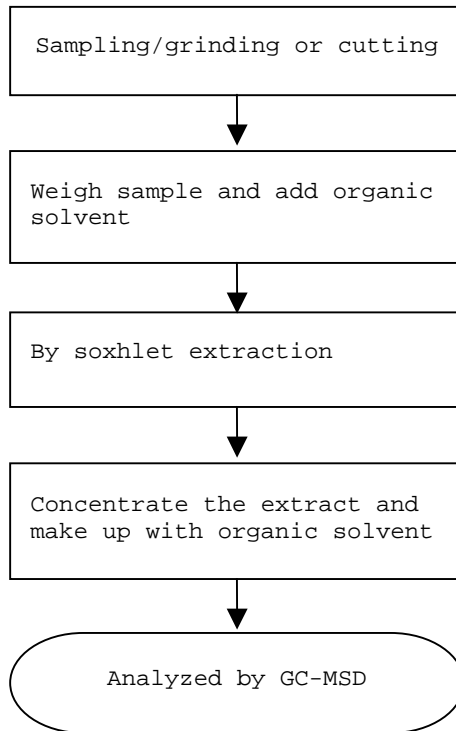 Sampling/grinding or cutting
Weigh sample and add organic
solvent
By soxhlet extraction
Concentrate the extract and
make up with organic solvent
Analyzed by GC-MSD